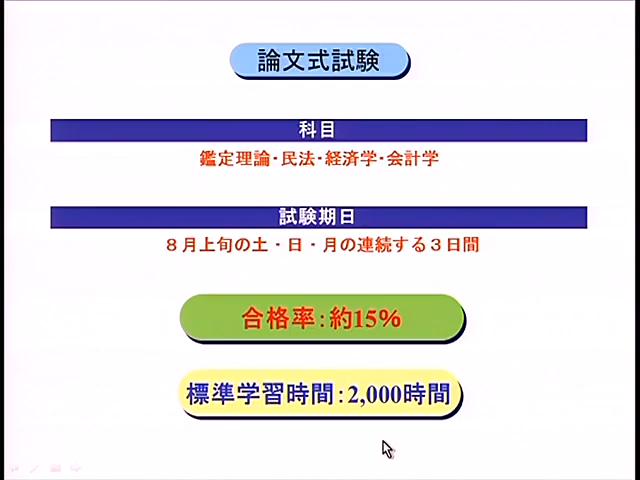 論文式試験
科目
鑑定理論・民法・経済学・会計学
試験期日
８月上旬の土・日・月の連続する３日間
合格率：約15%
標準学習時間：2,000時間